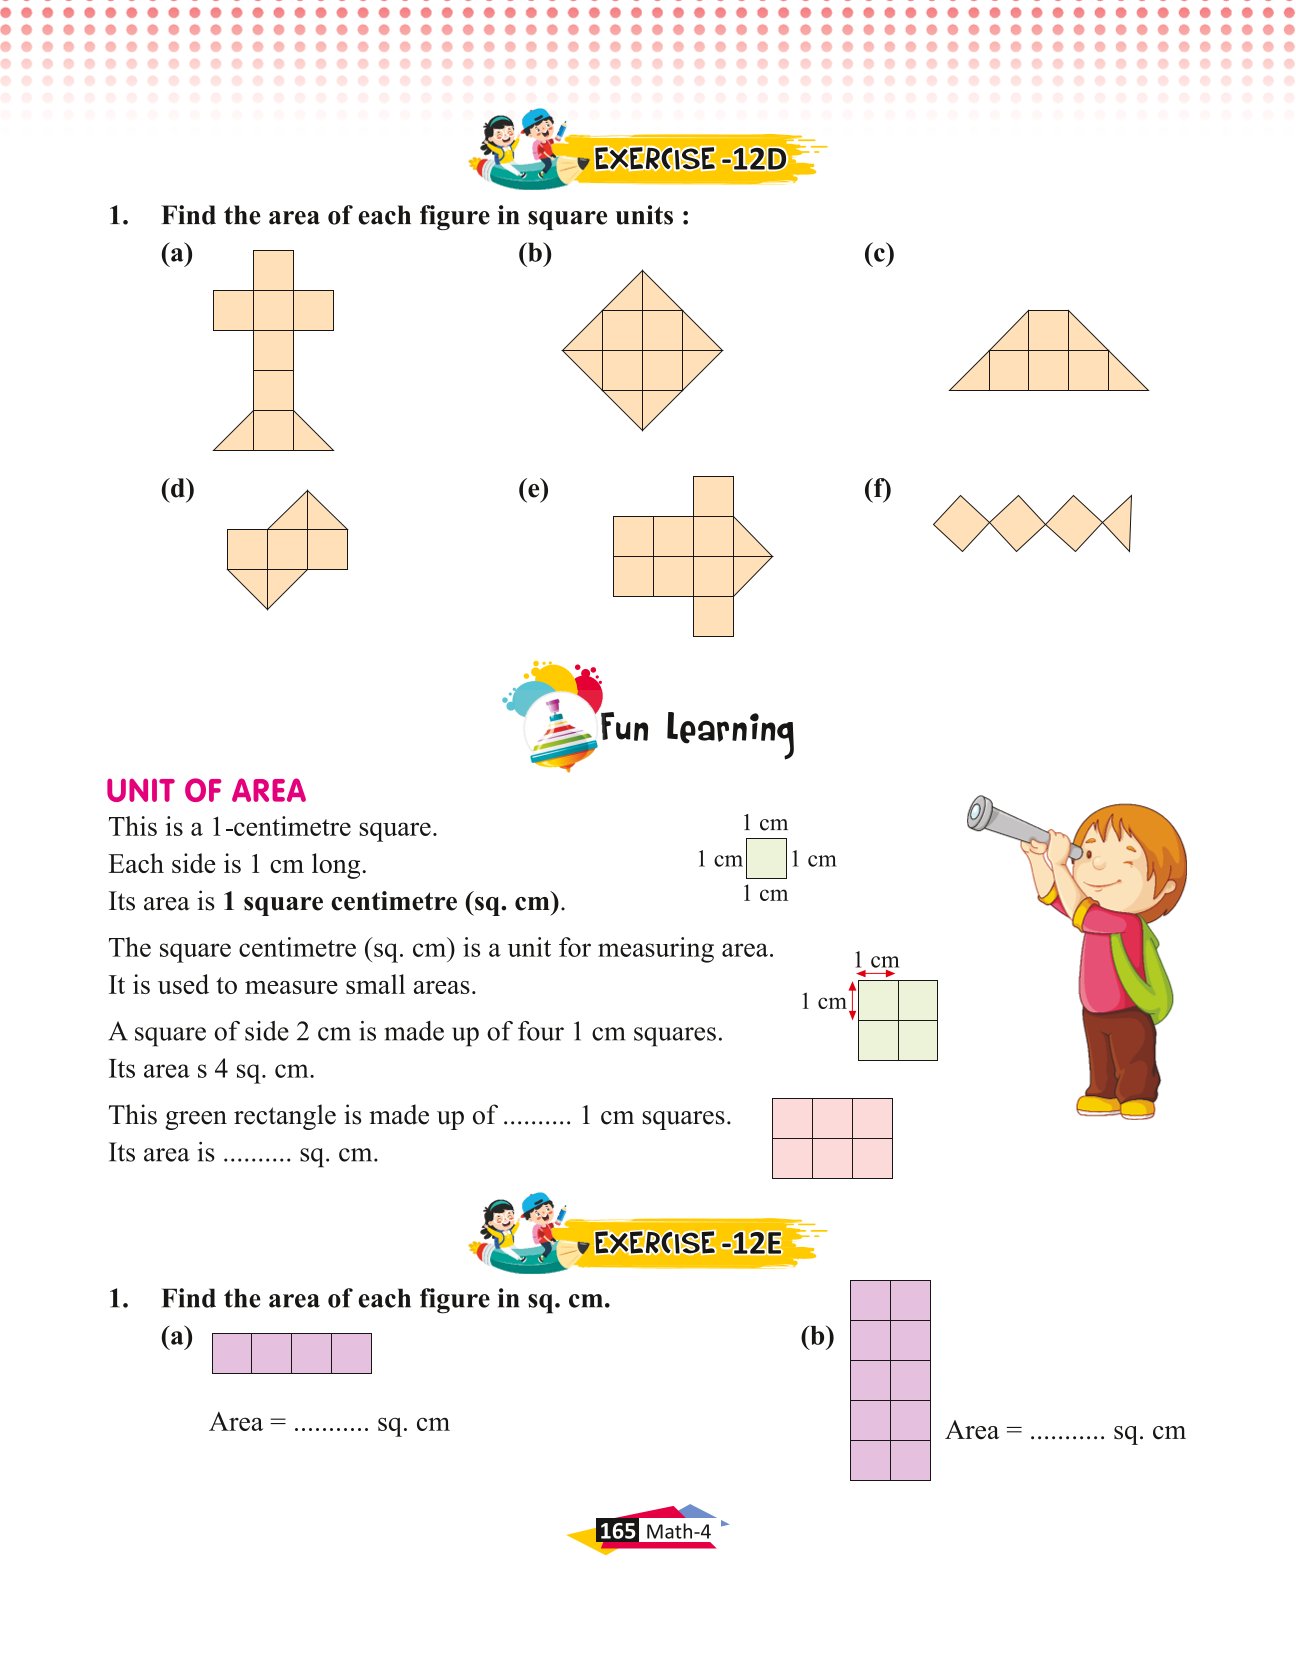 EXERCISE -12D
1. Find the area of each figure in square units :
(a) (b) (c)
(d) (e) (f)
Fun Learning
UNIT OF AREA
This is a 1-centimetre square.
Each side is 1 cm long.
Its area is 1 square centimetre (sq. cm).
1 cm
1 cm 1 cm
1 cm
The square centimetre (sq. cm) is a unit for measuring area.
It is used to measure small areas.
1 cm
1 cm
A square of side 2 cm is made up of four 1 cm squares.
Its area s 4 sq. cm.
This green rectangle is made up of .......... 1 cm squares.
Its area is .......... sq. cm.
EXERCISE -12E
1. Find the area of each figure in sq. cm.
(a) (b)
Area = ........... sq. cm
Area = ........... sq. cm
165 Math-4